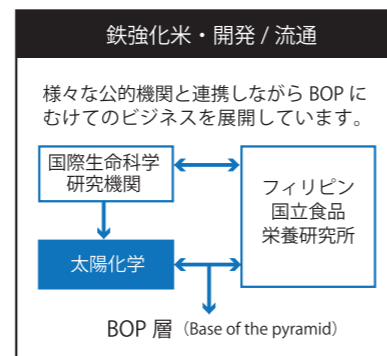 鉄強化米・開発 / 流通
様々な公的機関と連携しながら BOP に
むけてのビジネスを展開しています。
国際生命科学
研究機関
フィリピン
国立食品
栄養研究所
太陽化学
BOP 層（Base of the pyramid）